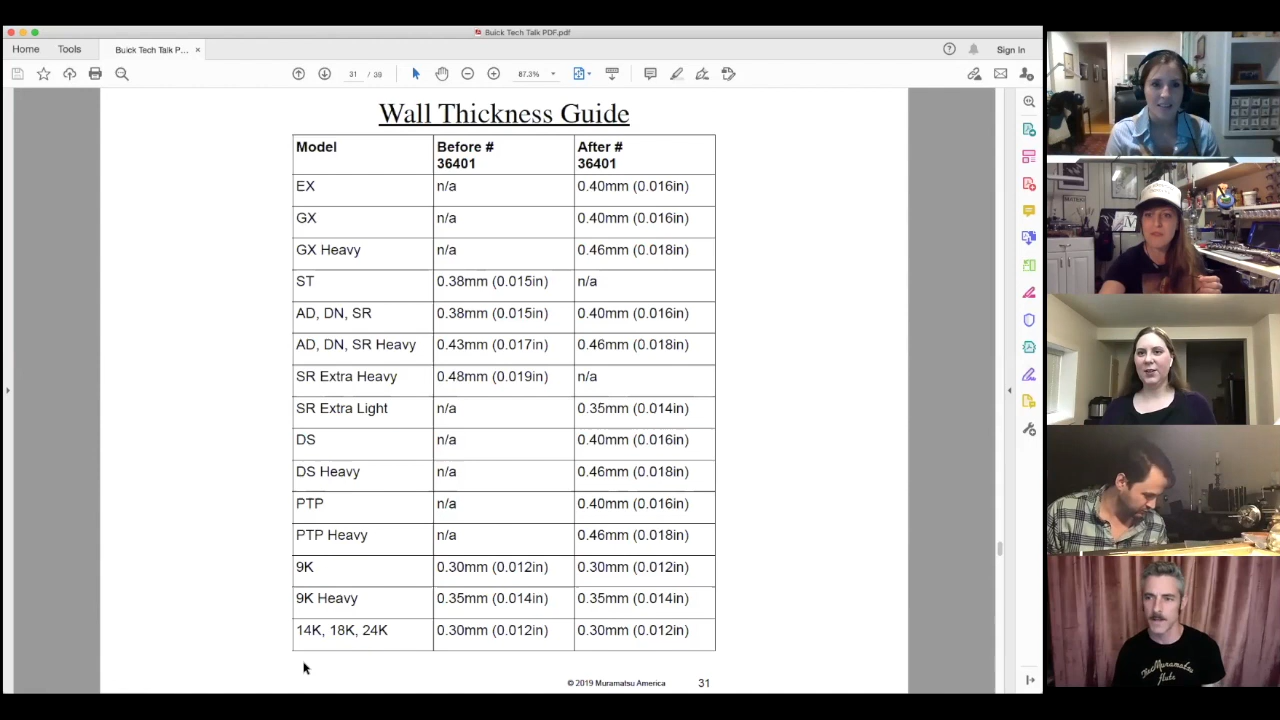 Buick Tech Talk PDF.pdf
Home Tools Buick Tech Talk P... × Sign In
31 / 39 87.3%
Wall Thickness Guide
Model Before # 36401 After # 36401
EX n/a 0.40mm (0.016in)
GX n/a 0.40mm (0.016in)
GX Heavy n/a 0.46mm (0.018in)
ST 0.38mm (0.015in) n/a
AD, DN, SR 0.38mm (0.015in) 0.40mm (0.016in)
AD, DN, SR Heavy 0.43mm (0.017in) 0.46mm (0.018in)
SR Extra Heavy 0.48mm (0.019in) n/a
SR Extra Light n/a 0.35mm (0.014in)
DS n/a 0.40mm (0.016in)
DS Heavy n/a 0.46mm (0.018in)
PTP n/a 0.40mm (0.016in)
PTP Heavy n/a 0.46mm (0.018in)
9K 0.30mm (0.012in) 0.30mm (0.012in)
9K Heavy 0.35mm (0.014in) 0.35mm (0.014in)
14K, 18K, 24K 0.30mm (0.012in) 0.30mm (0.012in)
© 2019 Muramatsu America 31
The Muramatsu
flute